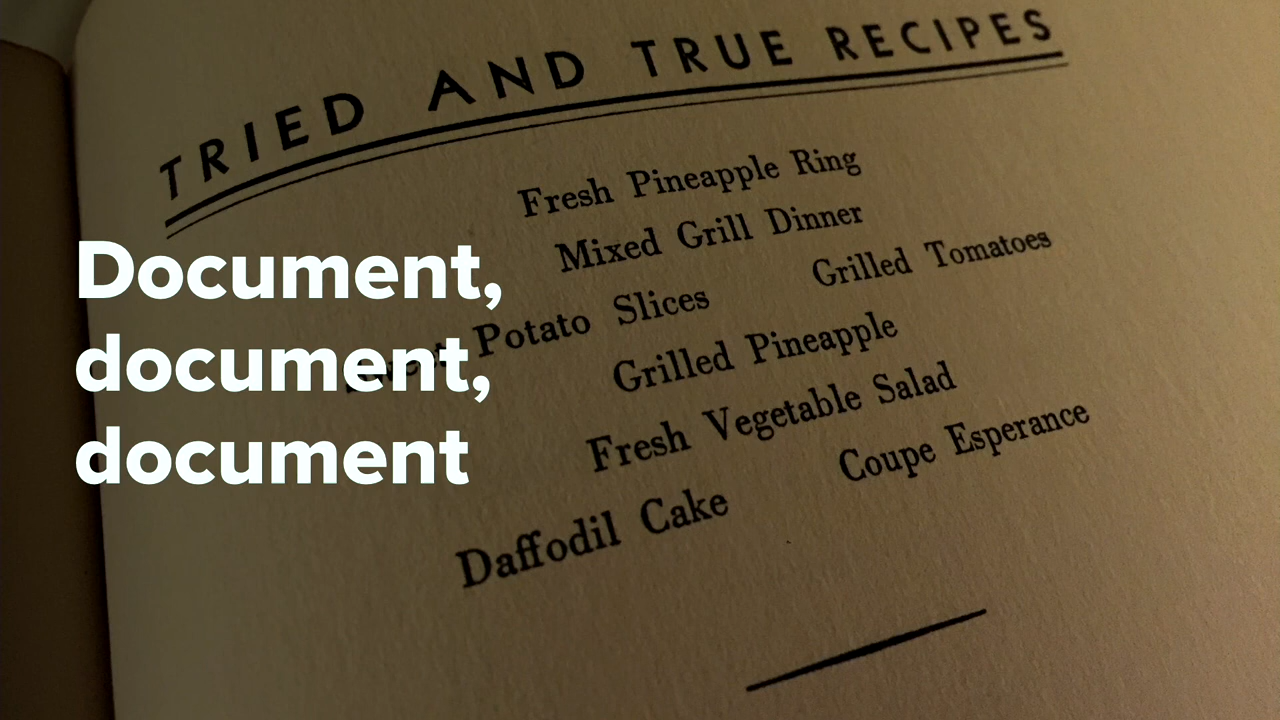 TRIED AND TRUE RECIPES
Fresh Pineapple Ring
Mixed Grill Dinner
Potato Slices Grilled Tomatoes
Grilled Pineapple
Fresh Vegetable Salad
Daffodil Cake Coupe Esperance
Document,
document,
document